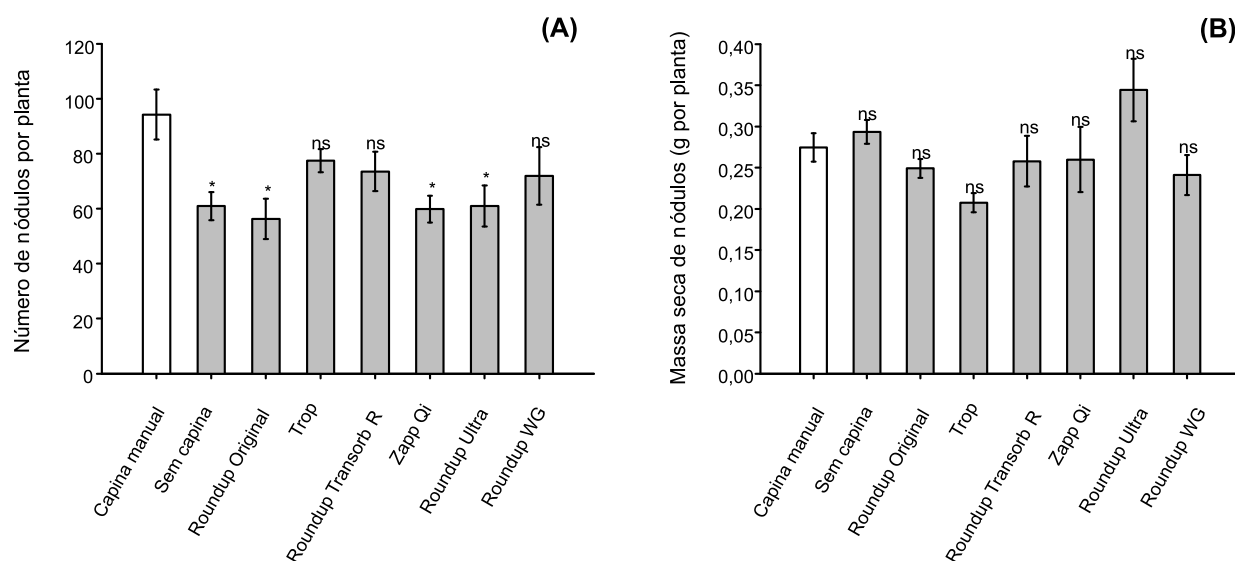 (A)
Número de nódulos por planta
120
100
80
60
40
20
0
*
*
ns
ns
*
*
ns
Capina manual
Sem capina
Roundup Original
Trop
Roundup Transorb R
Zapp Qi
Roundup Ultra
Roundup WG
(B)
Massa seca de nódulos (g por planta)
0,40
0,35
0,30
0,25
0,20
0,15
0,10
0,05
0,00
ns
ns
ns
ns
ns
ns
ns
Capina manual
Sem capina
Roundup Original
Trop
Roundup Transorb R
Zapp Qi
Roundup Ultra
Roundup WG